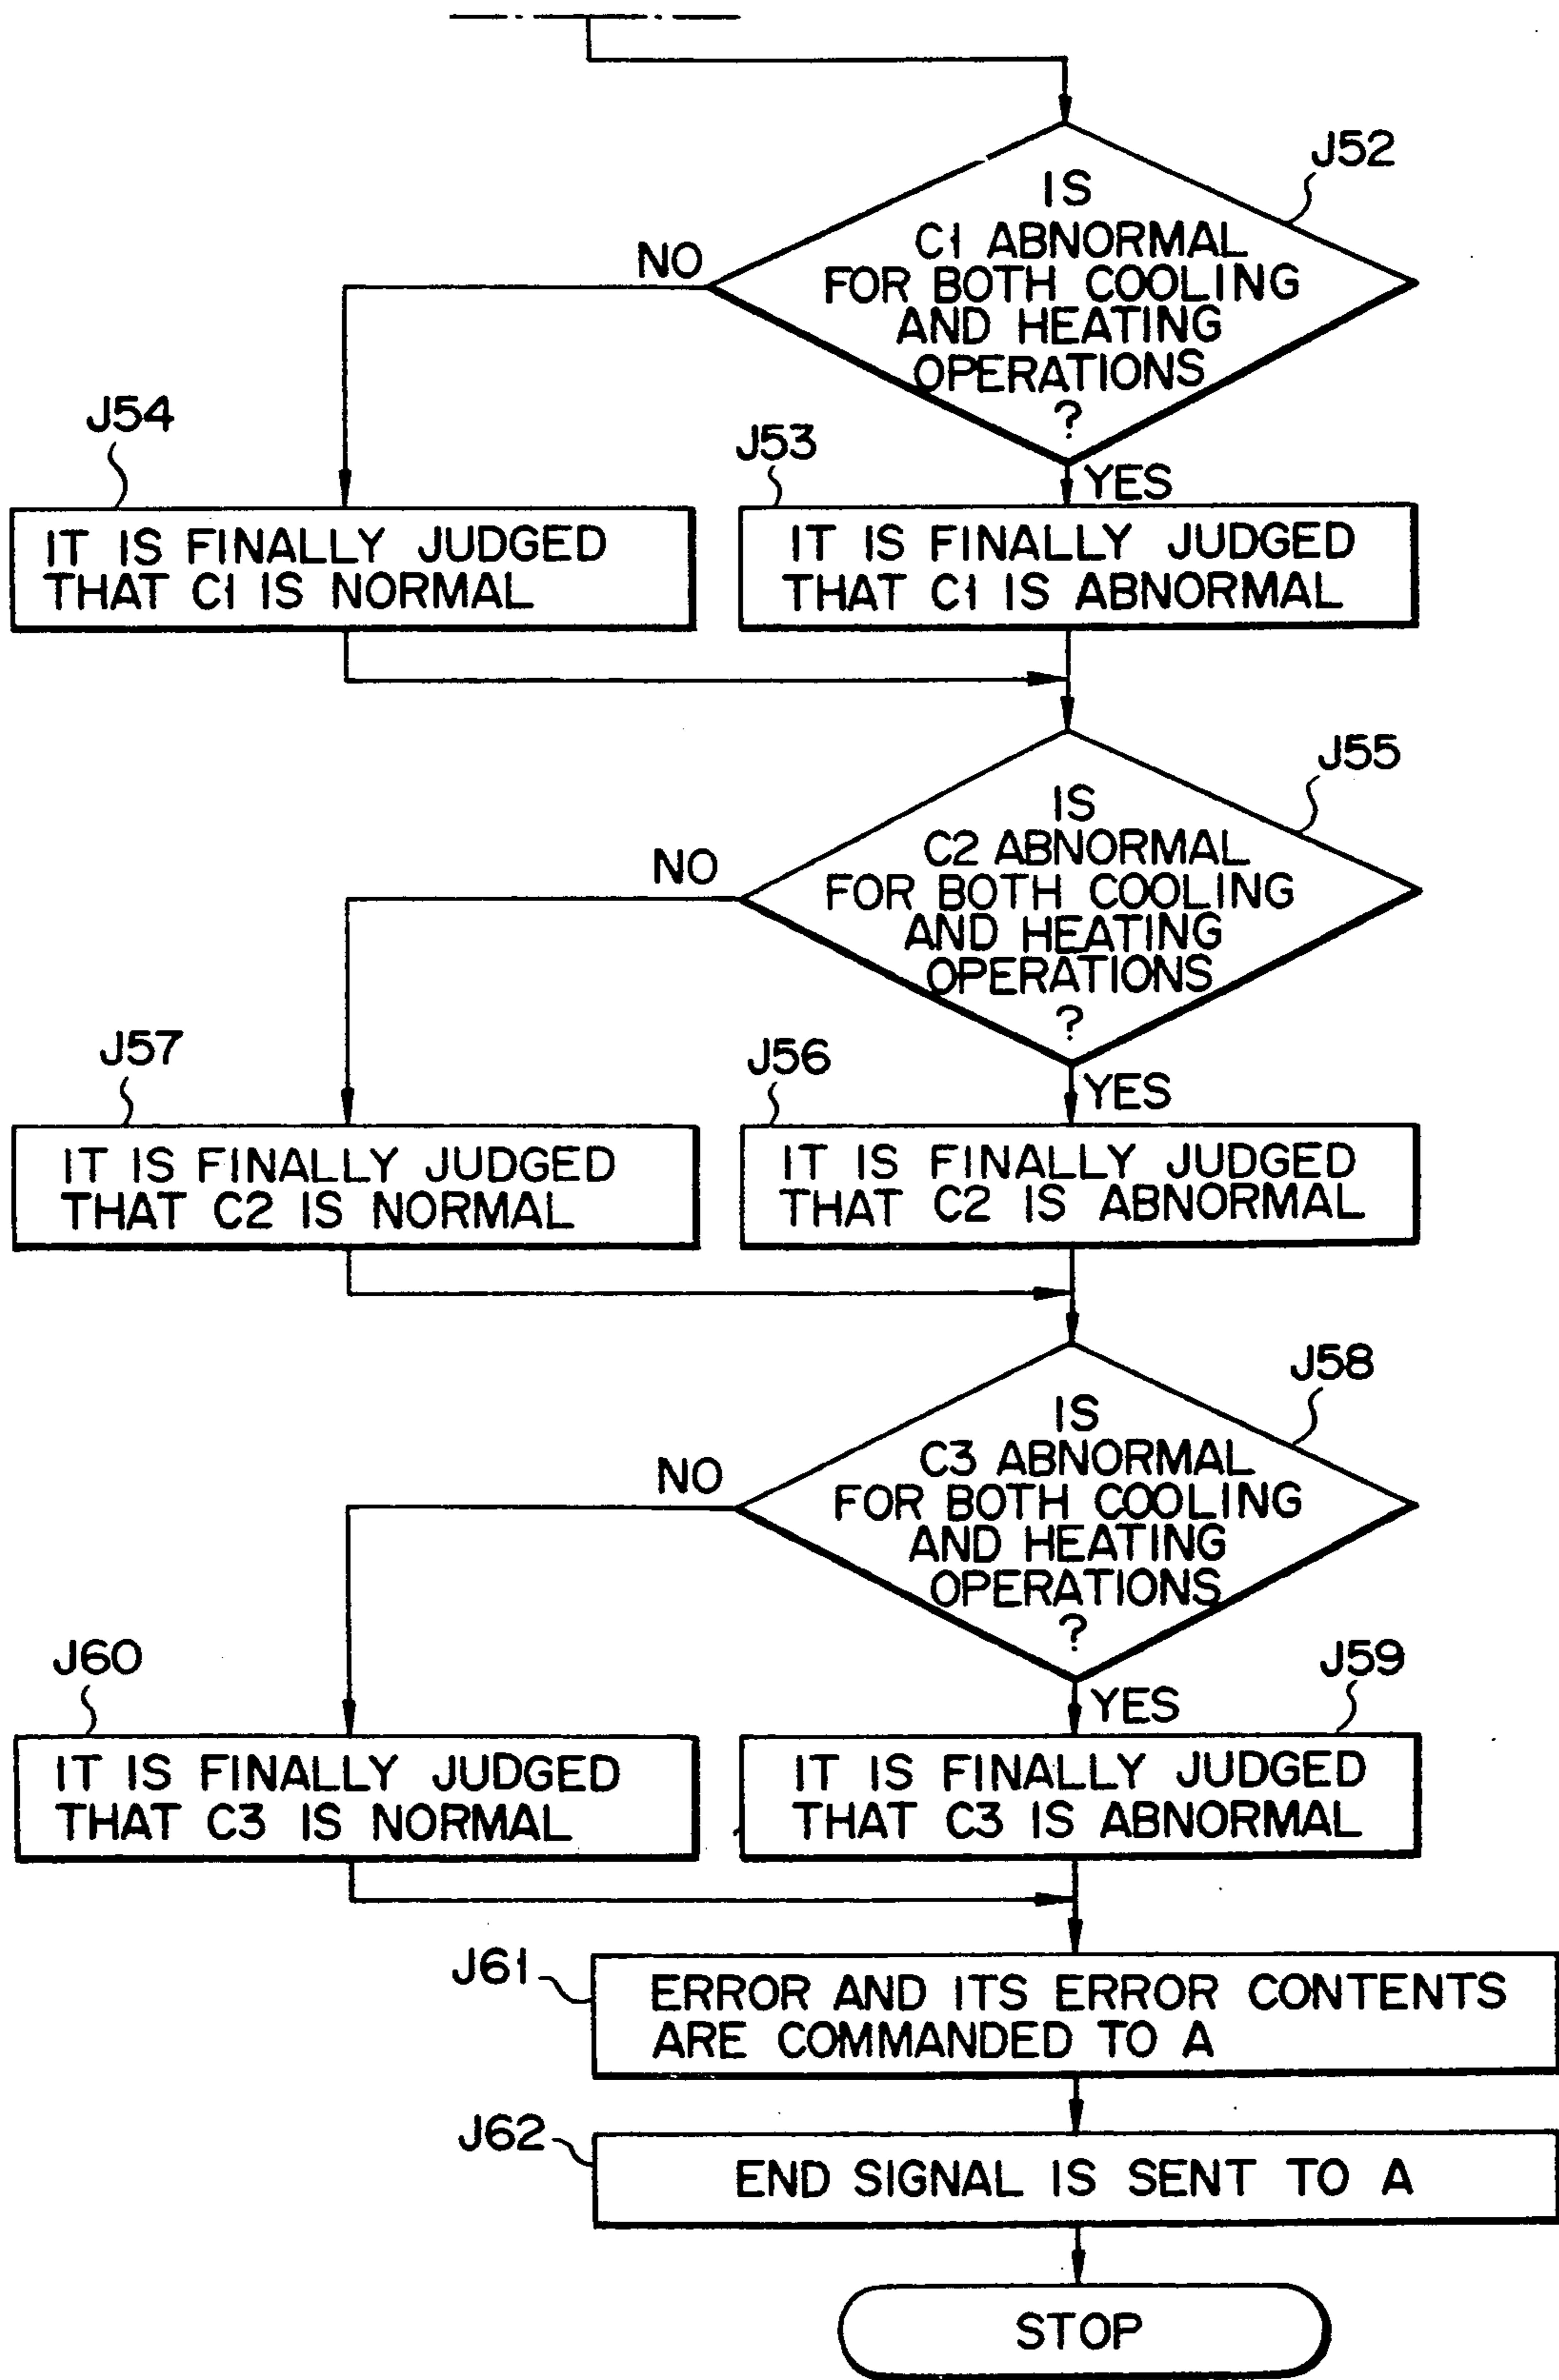 J52
IS
C1 ABNORMAL
FOR BOTH COOLING
AND HEATING
OPERATIONS
?
NO
YES
J54
IT IS FINALLY JUDGED
THAT C1 IS NORMAL
J53
IT IS FINALLY JUDGED
THAT C1 IS ABNORMAL
J55
IS
C2 ABNORMAL
FOR BOTH COOLING
AND HEATING
OPERATIONS
?
NO
YES
J57
IT IS FINALLY JUDGED
THAT C2 IS NORMAL
J56
IT IS FINALLY JUDGED
THAT C2 IS ABNORMAL
J58
IS
C3 ABNORMAL
FOR BOTH COOLING
AND HEATING
OPERATIONS
?
NO
YES
J60
IT IS FINALLY JUDGED
THAT C3 IS NORMAL
J59
IT IS FINALLY JUDGED
THAT C3 IS ABNORMAL
J61
ERROR AND ITS ERROR CONTENTS
ARE COMMANDED TO A
J62
END SIGNAL IS SENT TO A
STOP